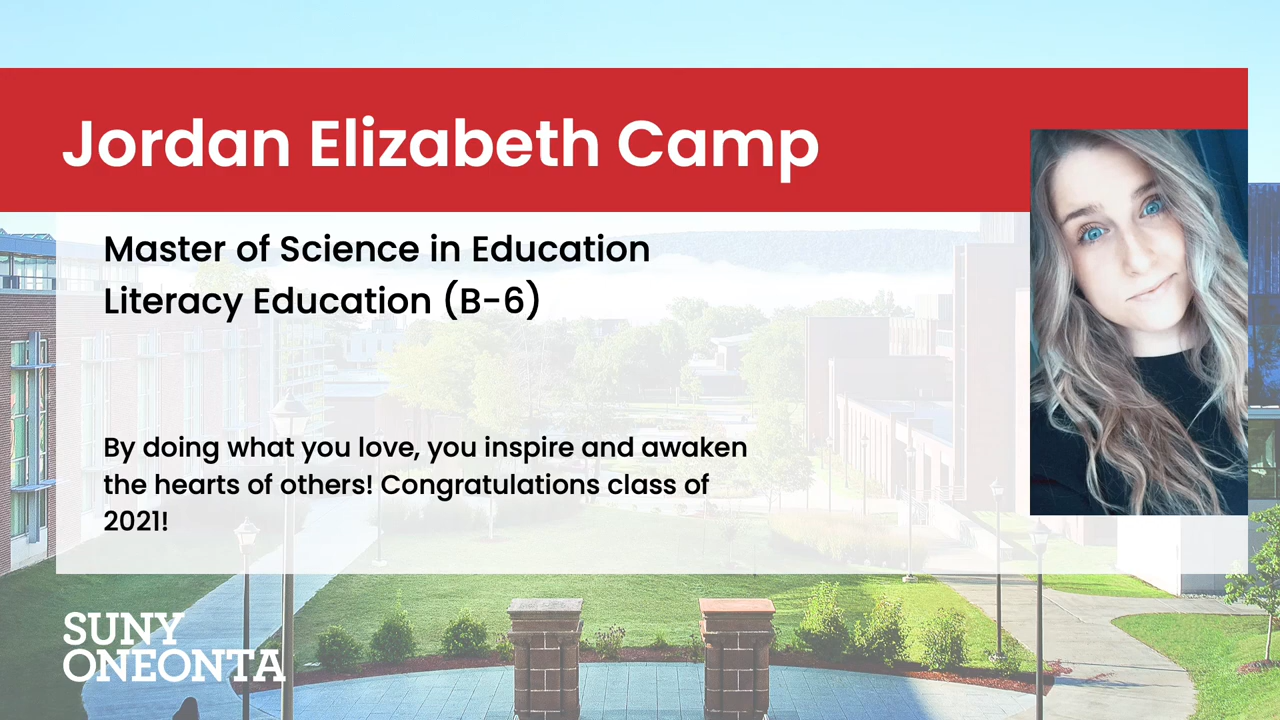 Jordan Elizabeth Camp
Master of Science in Education
Literacy Education (B-6)
By doing what you love, you inspire and awaken
the hearts of others! Congratulations class of
2021!
SUNY
ONEONTA